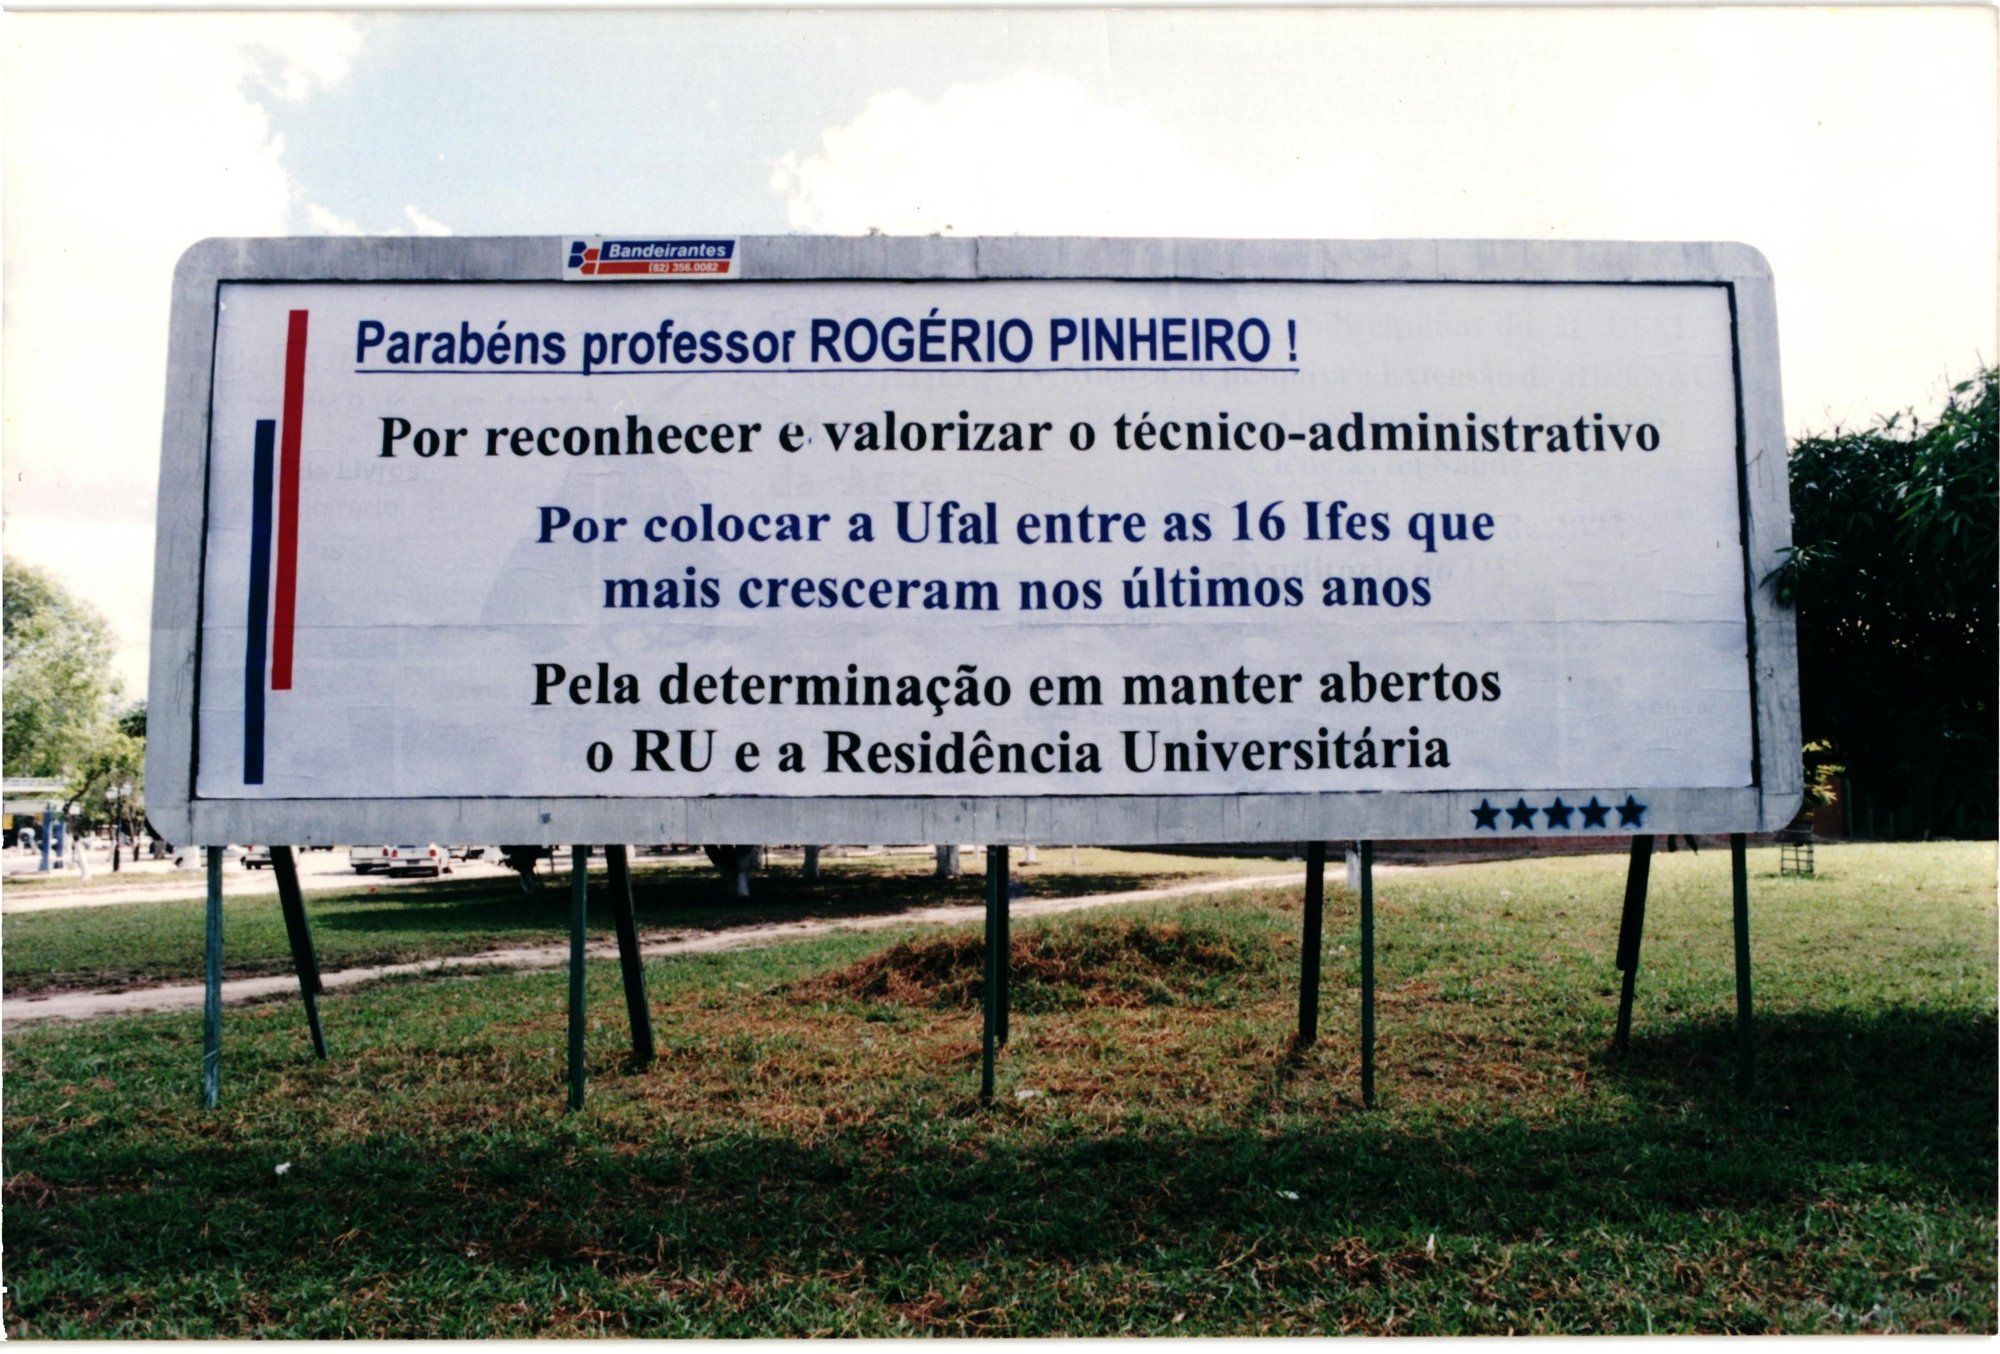 Bandeirantes
(82) 356.0082
Parabéns professor ROGÉRIO PINHEIRO !
Por reconhecer e valorizar o técnico-administrativo
Por colocar a Ufal entre as 16 Ifes que
mais cresceram nos últimos anos
Pela determinação em manter abertos
o RU e a Residência Universitária